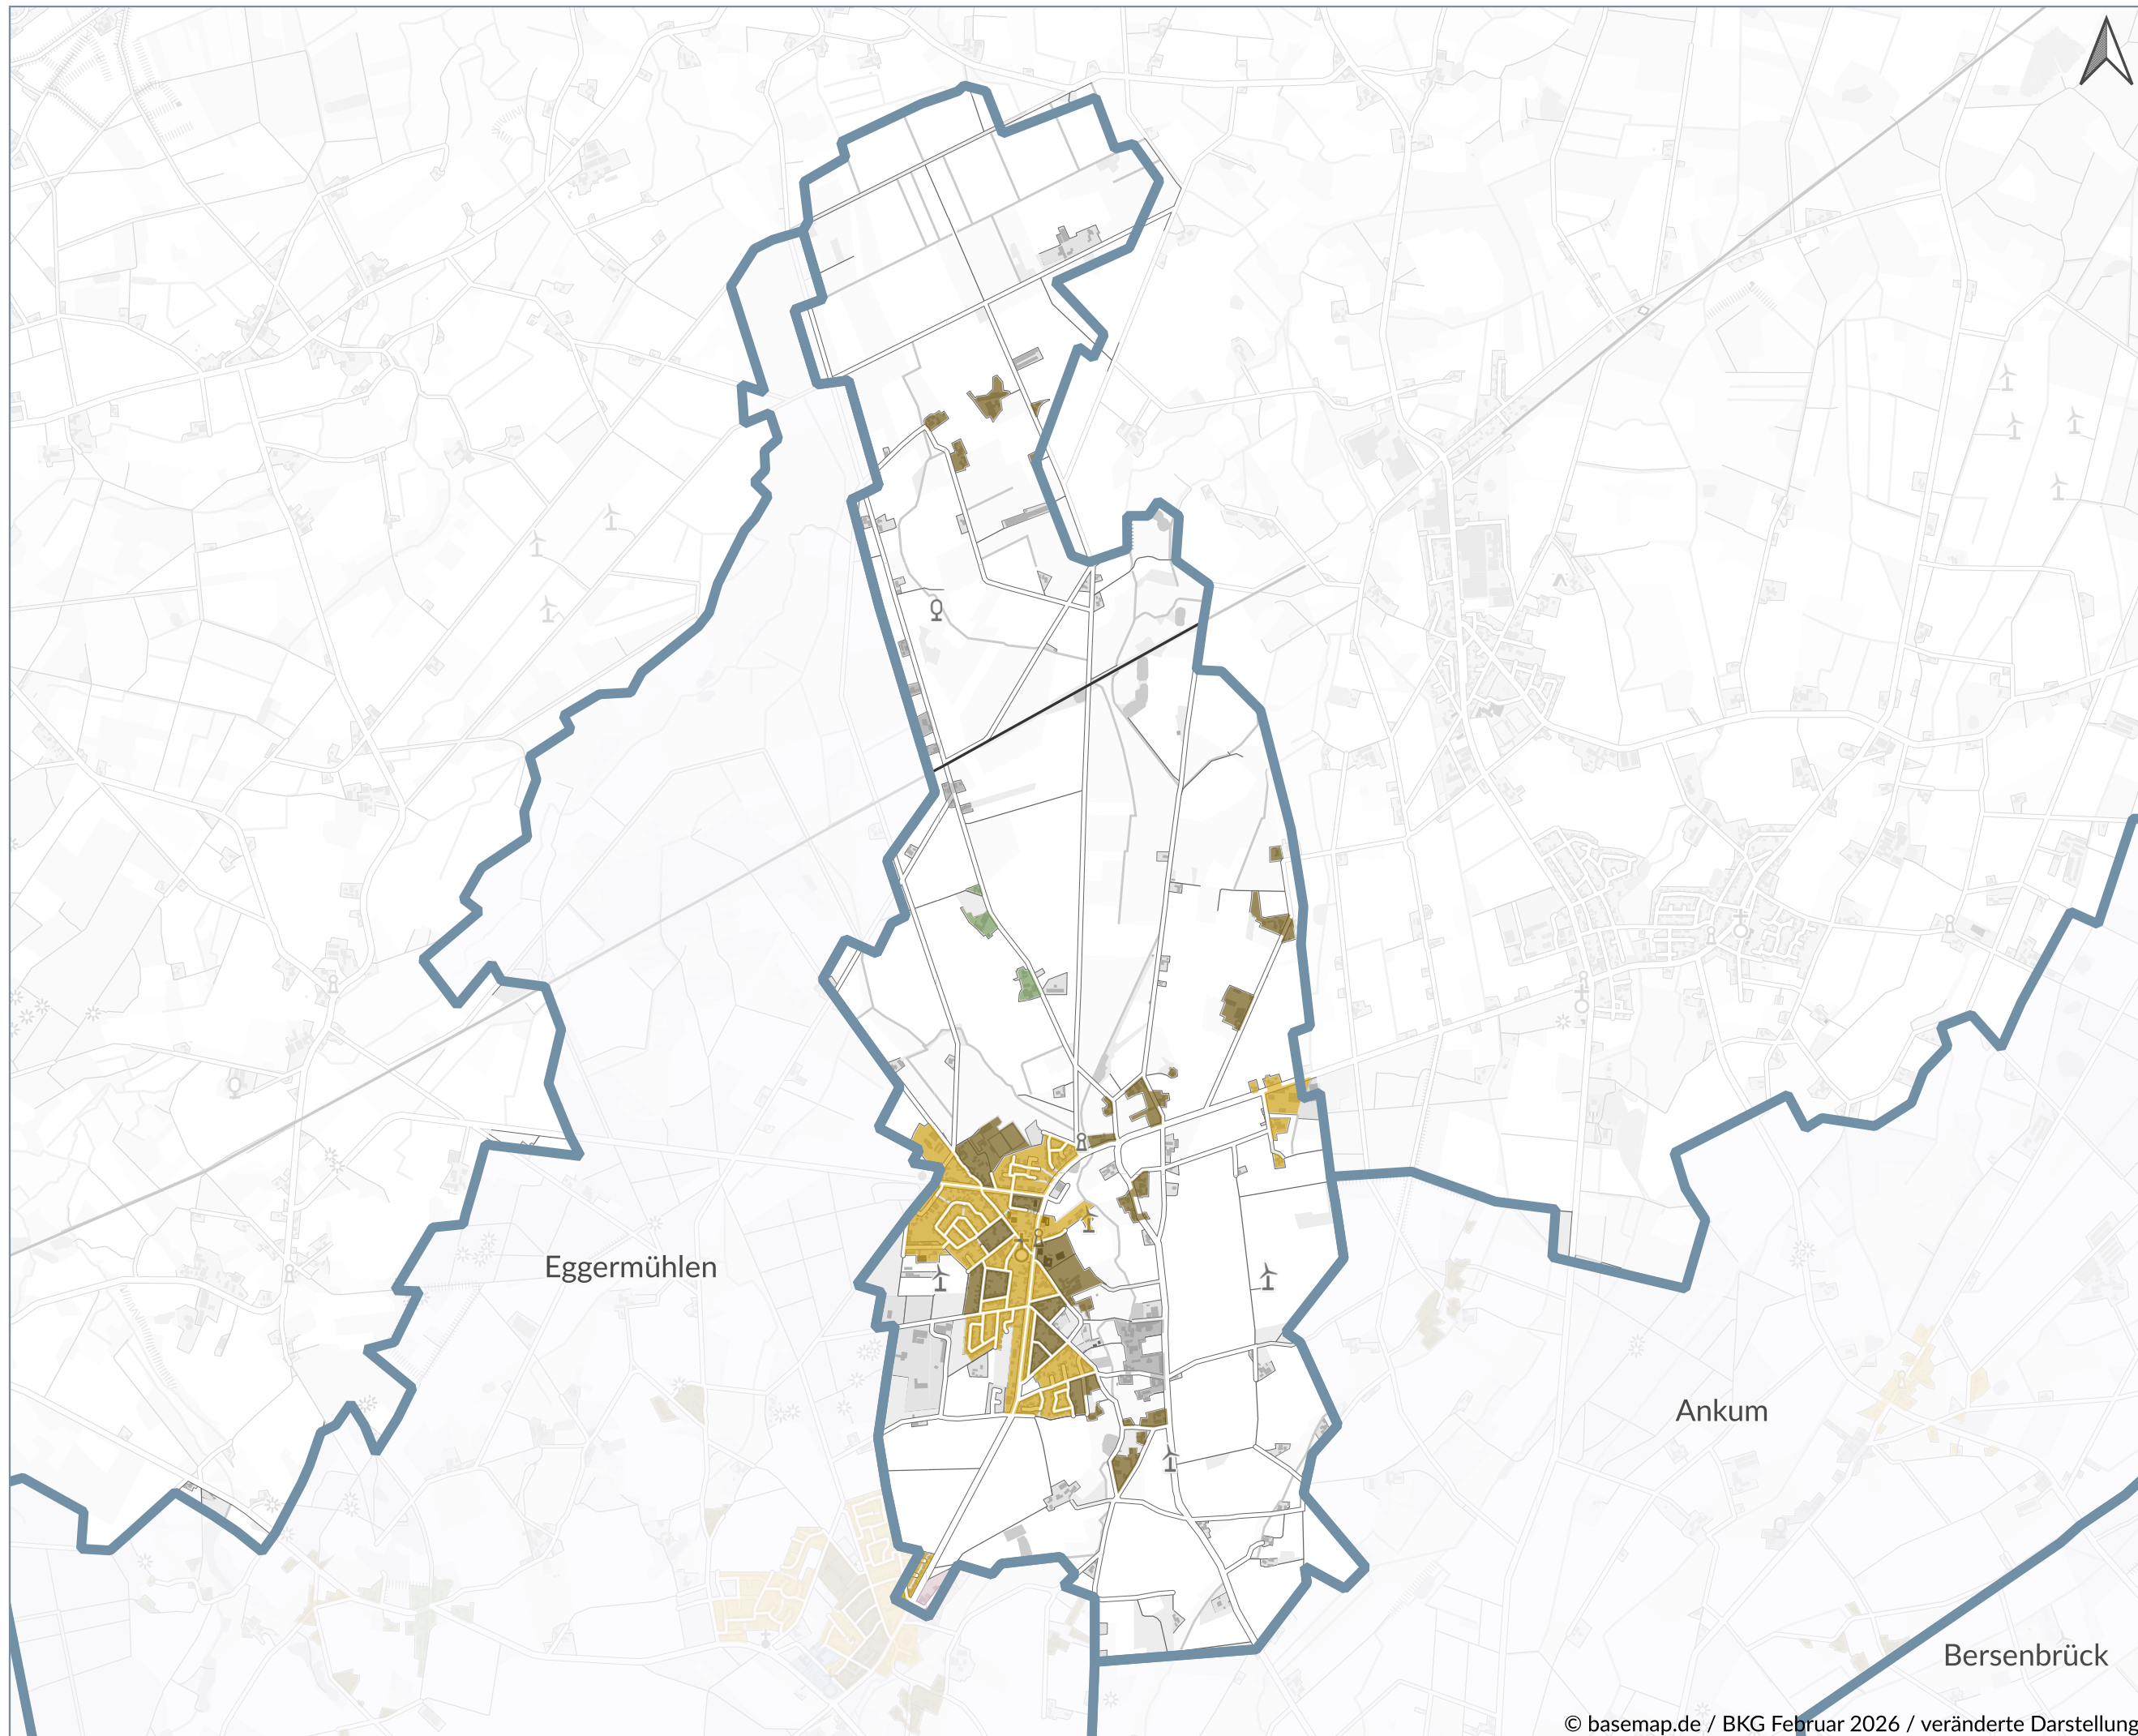 Eggermühlen
Ankum
Bersenbrück
© basemap.de / BKG Februar 2026 / veränderte Darstellung